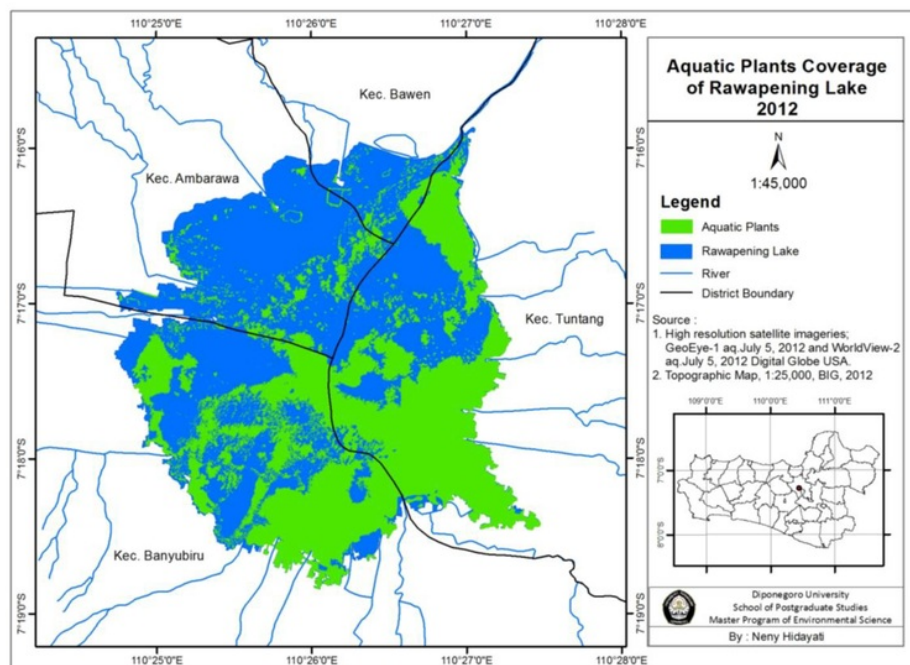 110°25'0"E
110°26'0"E
110°27'0"E
110°28'0"E
7°16'0"S
7°17'0"S
7°18'0"S
7°19'0"S
Kec. Bawen
Kec. Ambarawa
Kec. Tuntang
Kec. Banyubiru
7°16'0"S
7°17'0"S
7°18'0"S
7°19'0"S
110°25'0"E
110°26'0"E
110°27'0"E
110°28'0"E
Aquatic Plants Coverage
of Rawapening Lake
2012
N
1:45,000
Legend
Aquatic Plants
Rawapening Lake
River
District Boundary
Source :
1. High resolution satellite imageries;
GeoEye-1 aq.July 5, 2012 and WorldView-2
aq.July 5, 2012 Digital Globe USA.
2. Topographic Map, 1:25,000, BIG, 2012
109°0'0"E
110°0'0"E
111°0'0"E
7°0'0"S
8°0'0"S
Diponegoro University
School of Postgraduate Studies
Master Program of Environmental Science
By : Neny Hidayati